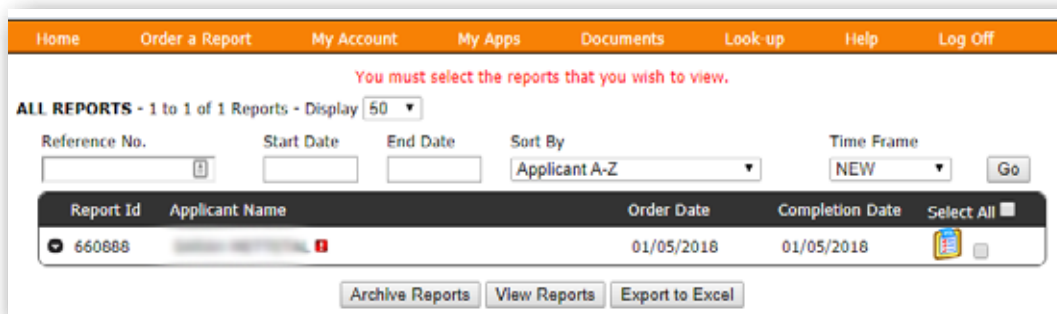 Home Order a Report My Account My Apps Documents Look-up Help Log Off
You must select the reports that you wish to view.
ALL REPORTS - 1 to 1 of 1 Reports - Display 50
Reference No. Start Date End Date Sort By Time Frame
Applicant A-Z NEW Go
Report Id Applicant Name Order Date Completion Date Select All
660888 01/05/2018 01/05/2018
Archive Reports View Reports Export to Excel